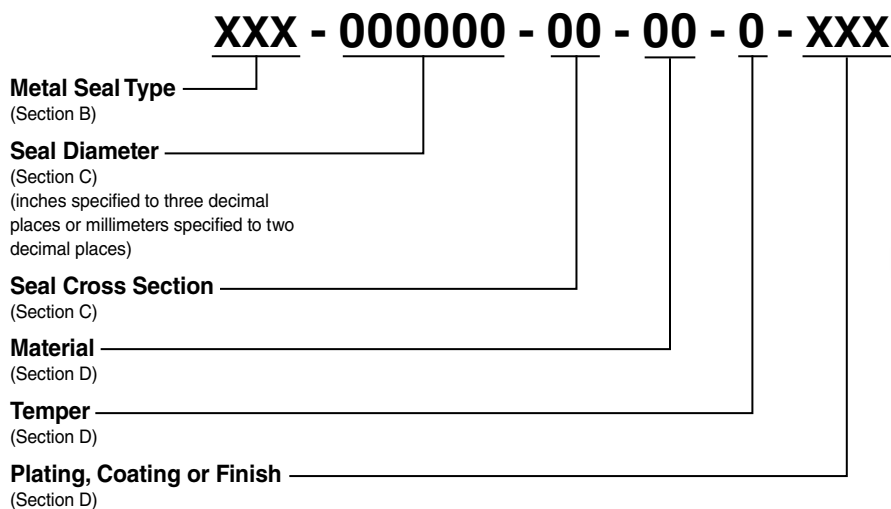 XXX - 000000 - 00 - 00 - 0 - XXX
Metal Seal Type
(Section B)
Seal Diameter
(Section C)
(inches specified to three decimal
places or millimeters specified to two
decimal places)
Seal Cross Section
(Section C)
Material
(Section D)
Temper
(Section D)
Plating, Coating or Finish
(Section D)